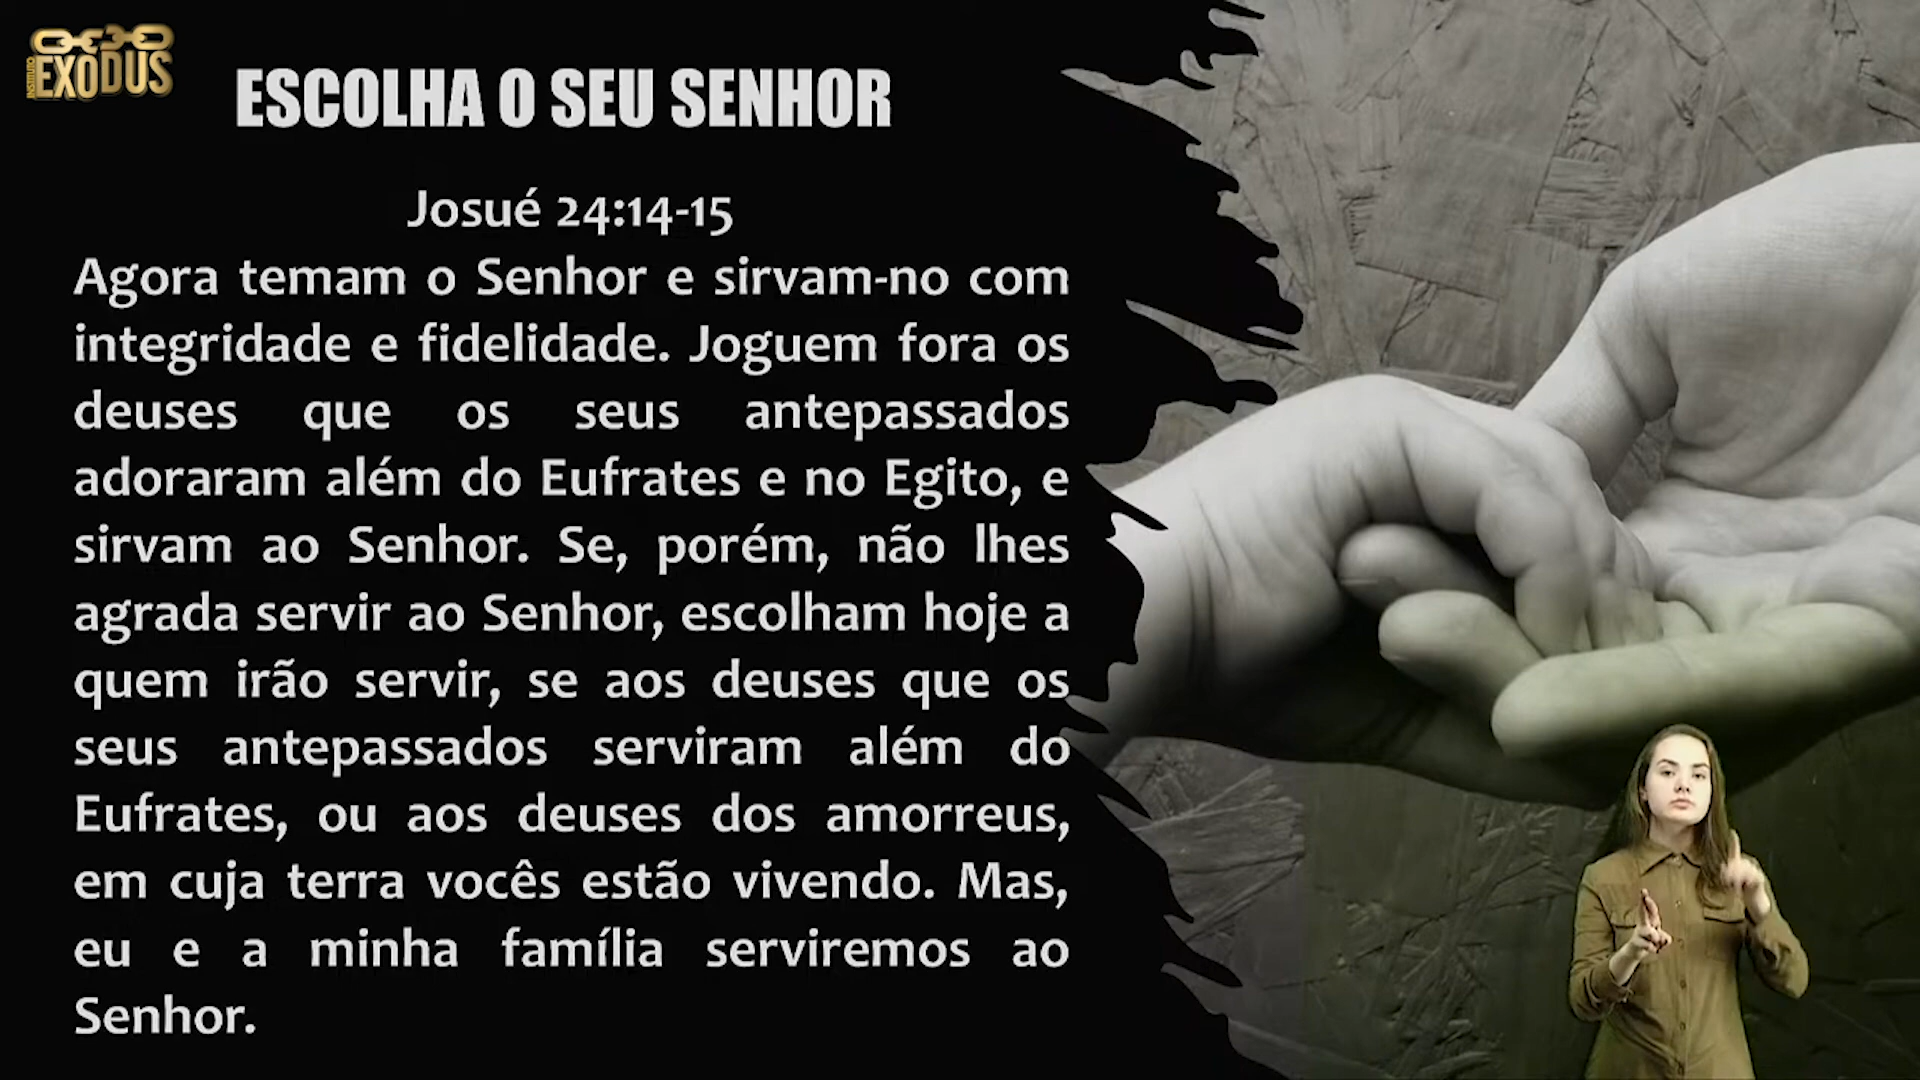 INSTITUTO
EXODUS
ESCOLHA O SEU SENHOR
Josué 24:14-15
Agora temam o Senhor e sirvam-no com
integridade e fidelidade. Joguem fora os
deuses que os seus antepassados
adoraram além do Eufrates e no Egito, e
sirvam ao Senhor. Se, porém, não lhes
agrada servir ao Senhor, escolham hoje a
quem irão servir, se aos deuses que os
seus antepassados serviram além do
Eufrates, ou aos deuses dos amorreus,
em cuja terra vocês estão vivendo. Mas,
eu e a minha família serviremos ao
Senhor.